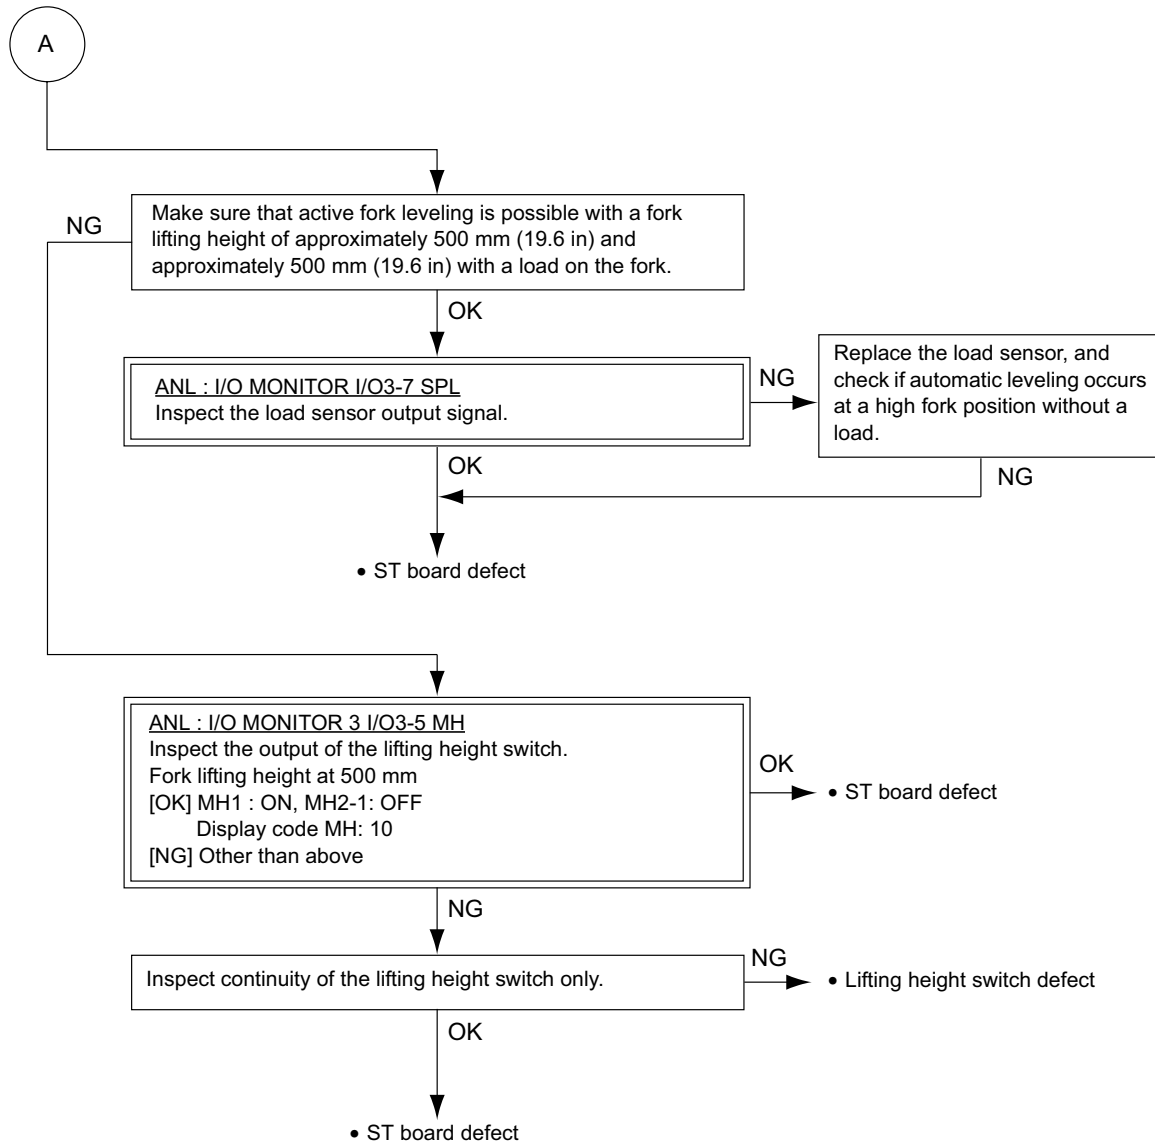 A
NG
Make sure that active fork leveling is possible with a fork
lifting height of approximately 500 mm (19.6 in) and
approximately 500 mm (19.6 in) with a load on the fork.
OK
ANL : I/O MONITOR I/O3-7 SPL
Inspect the load sensor output signal.
NG
Replace the load sensor, and
check if automatic leveling occurs
at a high fork position without a
load.
OK
NG
• ST board defect
ANL : I/O MONITOR 3 I/O3-5 MH
Inspect the output of the lifting height switch.
Fork lifting height at 500 mm
[OK] MH1 : ON, MH2-1: OFF
Display code MH: 10
[NG] Other than above
OK
• ST board defect
NG
Inspect continuity of the lifting height switch only.
NG
• Lifting height switch defect
OK
• ST board defect